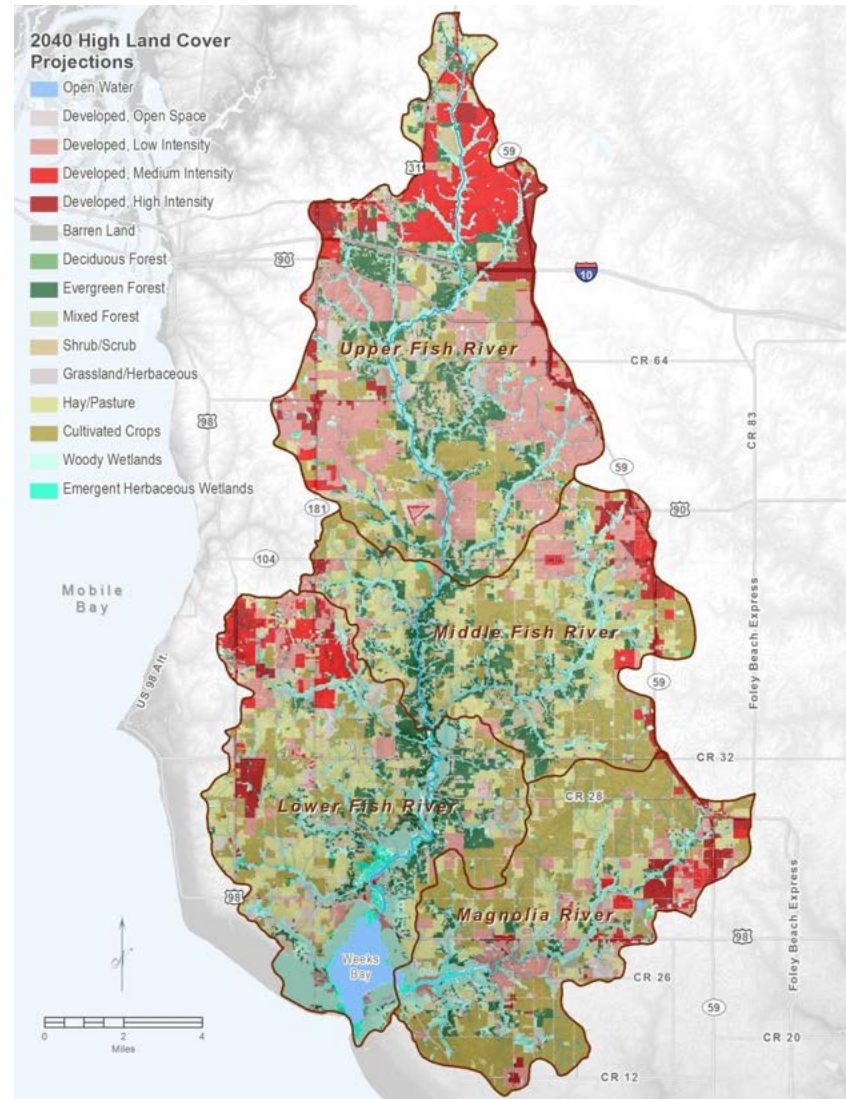 2040 High Land Cover
Projections
Open Water
Developed, Open Space
Developed, Low Intensity
Developed, Medium Intensity
Developed, High Intensity
Barren Land
Deciduous Forest
Evergreen Forest
Mixed Forest
Shrub/Scrub
Grassland/Herbaceous
Hay/Pasture
Cultivated Crops
Woody Wetlands
Emergent Herbaceous Wetlands
59
31
90
10
Upper Fish River
CR 64
98
CR 83
59
181
90
104
Mobile
Bay
Middle Fish River
Foley Beach Express
US 98 Alt.
59
CR 32
CR 28
Lower Fish River
98
Magnolia River
Foley Beach Express
98
Weeks
Bay
CR 26
59
CR 20
0 2 4
Miles
CR 12